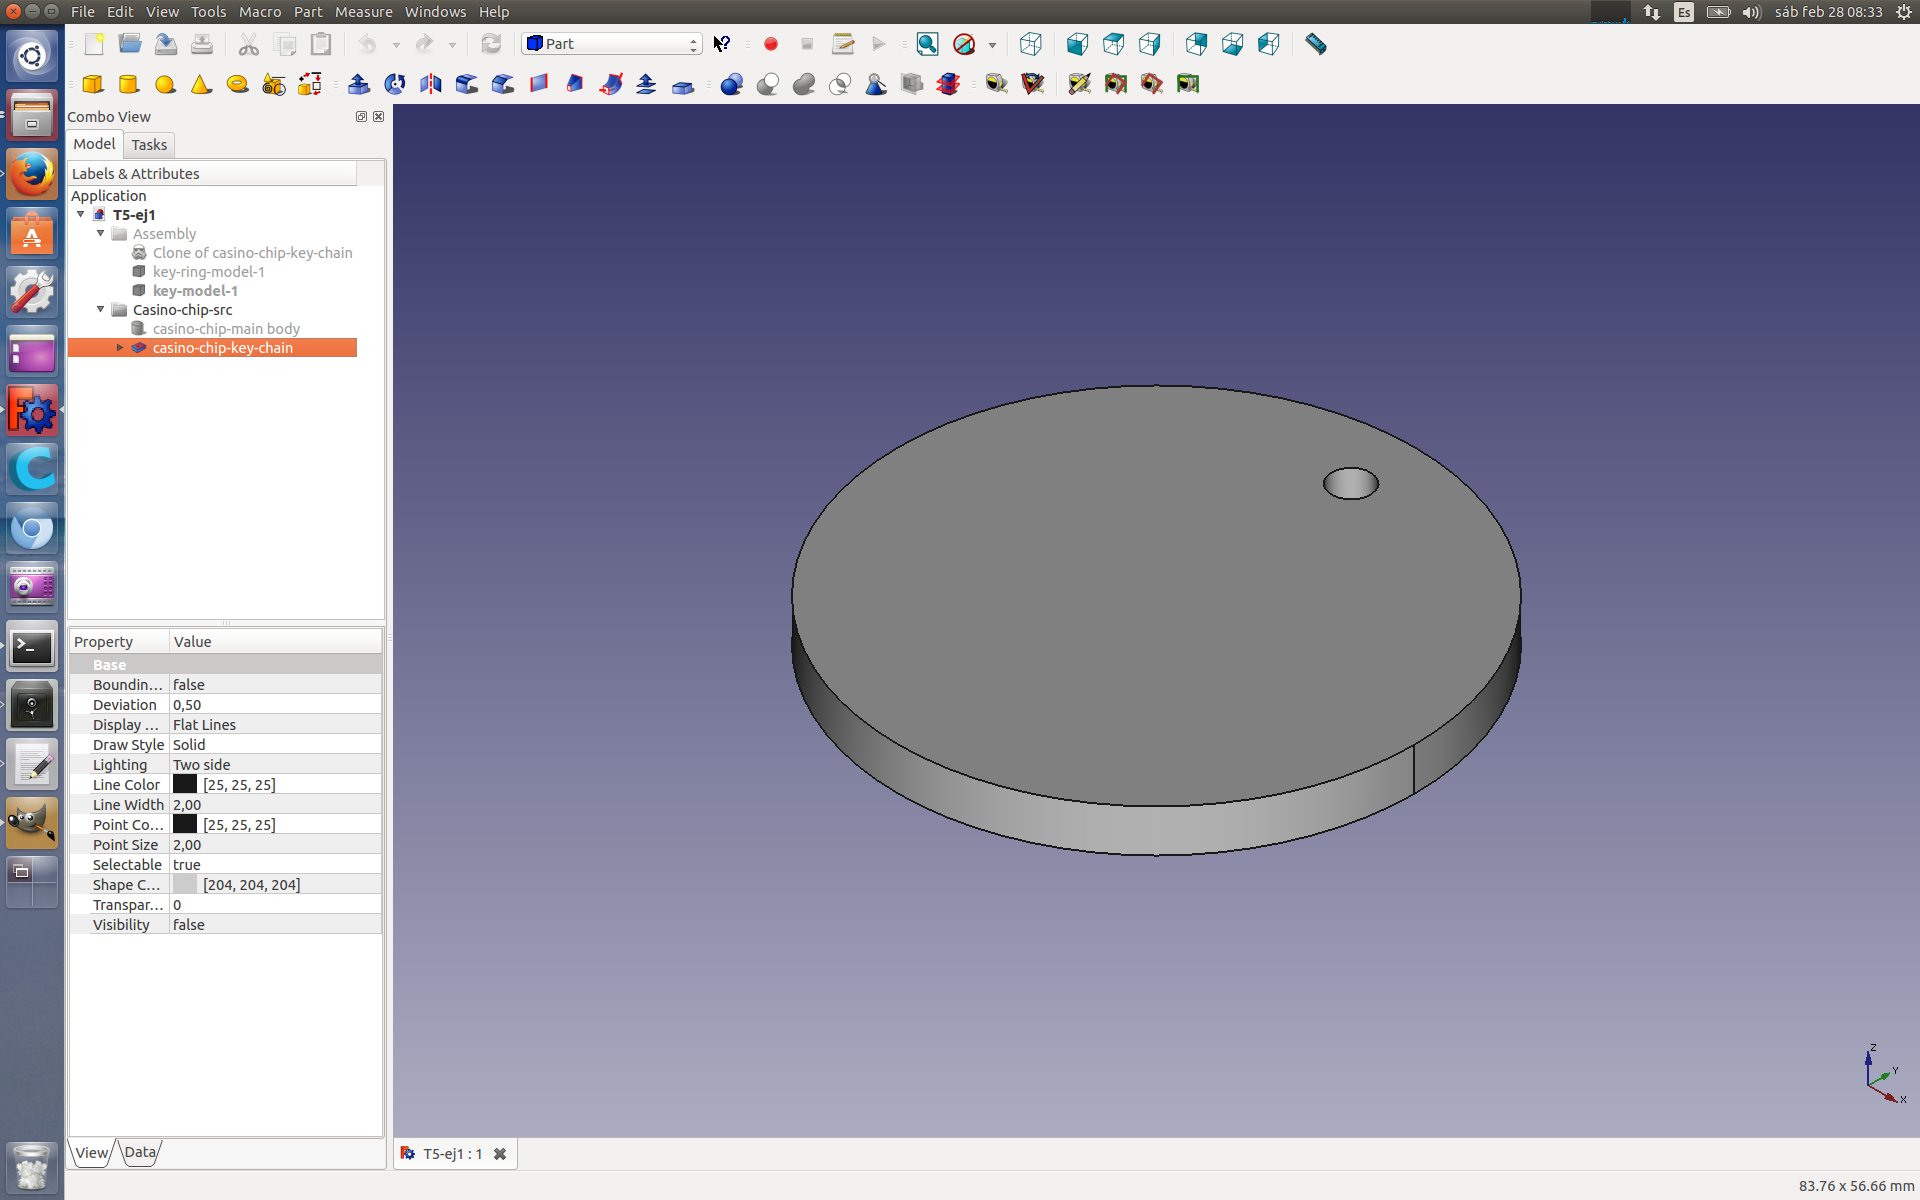 File Edit View Tools Macro Part Measure Windows Help
Es
sáb feb 28 08:33
Part
Combo View
Model Tasks
Labels & Attributes
Application
T5-ej1
Assembly
Clone of casino-chip-key-chain
key-ring-model-1
key-model-1
Casino-chip-src
casino-chip-main body
casino-chip-key-chain
Property Value
Base
Boundin... false
Deviation 0,50
Display ... Flat Lines
Draw Style Solid
Lighting Two side
Line Color [25, 25, 25]
Line Width 2,00
Point Co... [25, 25, 25]
Point Size 2,00
Selectable true
Shape C... [204, 204, 204]
Transpar... 0
Visibility false
Z
Y
X
View Data
T5-ej1 : 1
83.76 x 56.66 mm